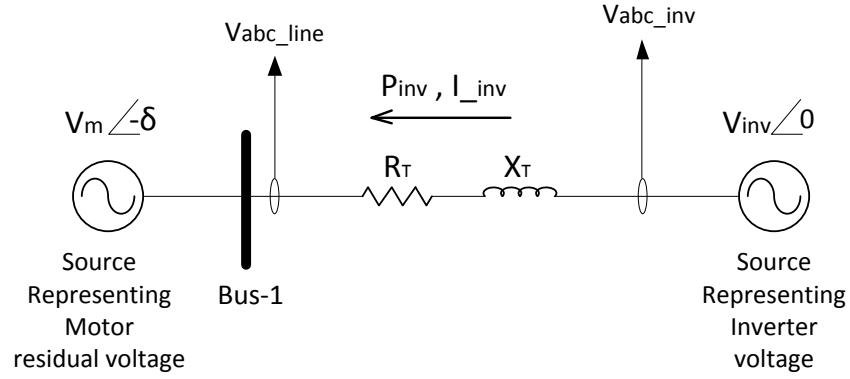 Vabc_line
Vabc_inv
Pinv , I_inv
Vm∠-δ
Vinv∠0
RT
XT
Bus-1
Source
Representing
Motor
residual voltage
Source
Representing
Inverter
voltage